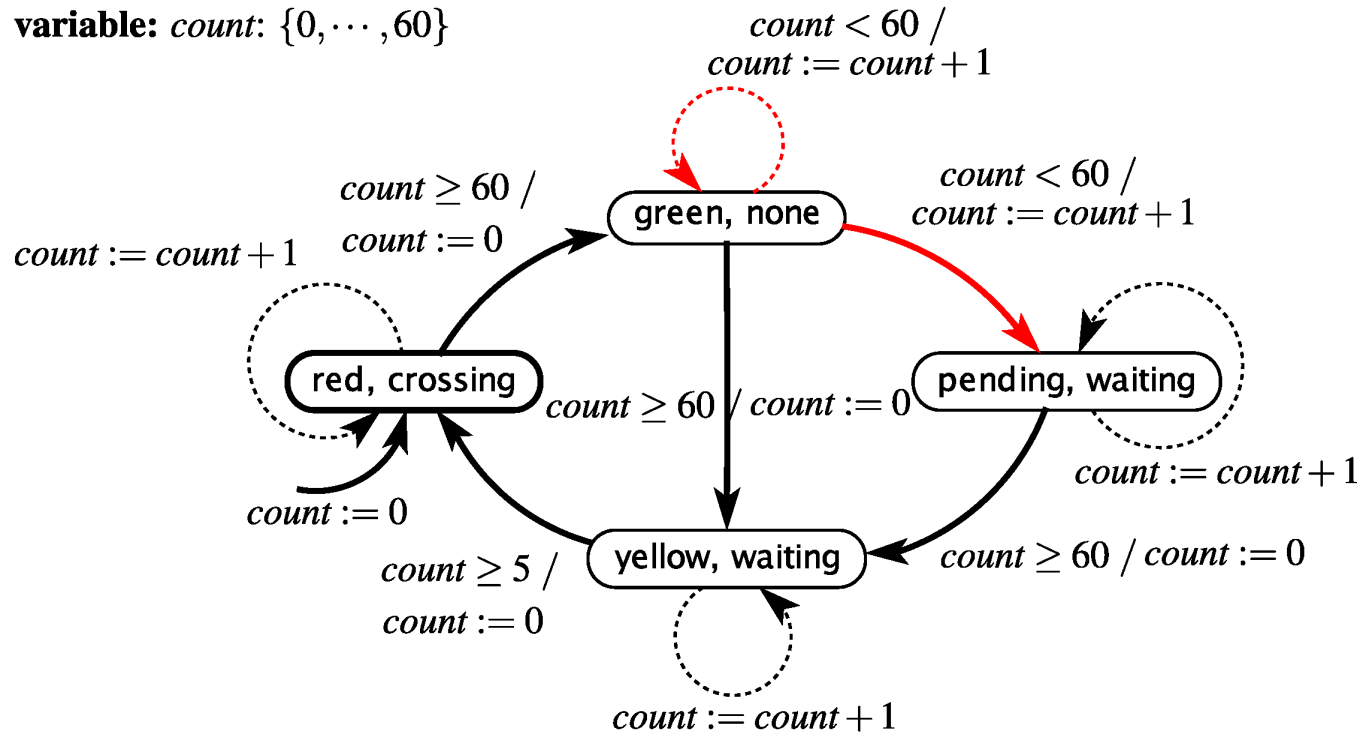 variable: count: {0, ⋯ , 60}
count < 60 /
count := count + 1
count ≥ 60 /
count := 0
count < 60 /
count := count + 1
green, none
count := count + 1
red, crossing
count ≥ 60 / count := 0
pending, waiting
count := count + 1
count := 0
count ≥ 5 /
count := 0
yellow, waiting
count ≥ 60 / count := 0
count := count + 1